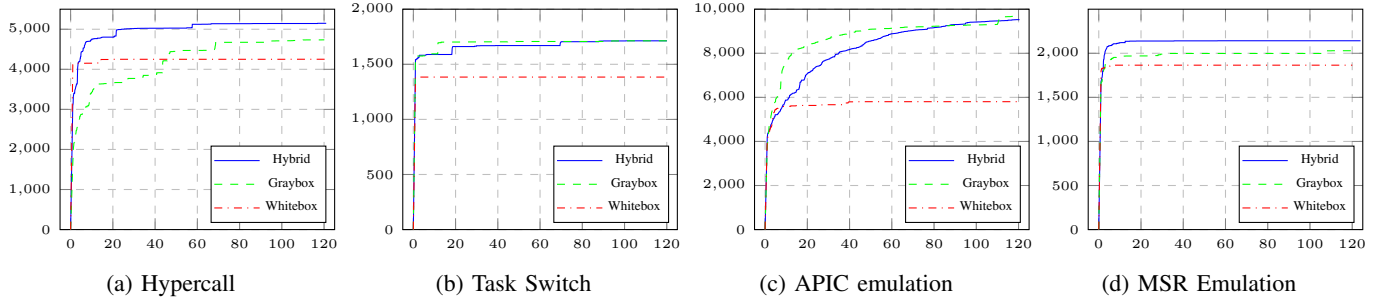 5,000
4,000
3,000
2,000
1,000
0
0 20 40 60 80 100 120
Hybrid
Graybox
Whitebox
(a) Hypercall
2,000
1,500
1,000
500
0
0 20 40 60 80 100 120
Hybrid
Graybox
Whitebox
(b) Task Switch
10,000
8,000
6,000
4,000
2,000
0
0 20 40 60 80 100 120
Hybrid
Graybox
Whitebox
(c) APIC emulation
2,000
1,500
1,000
500
0
0 20 40 60 80 100 120
Hybrid
Graybox
Whitebox
(d) MSR Emulation